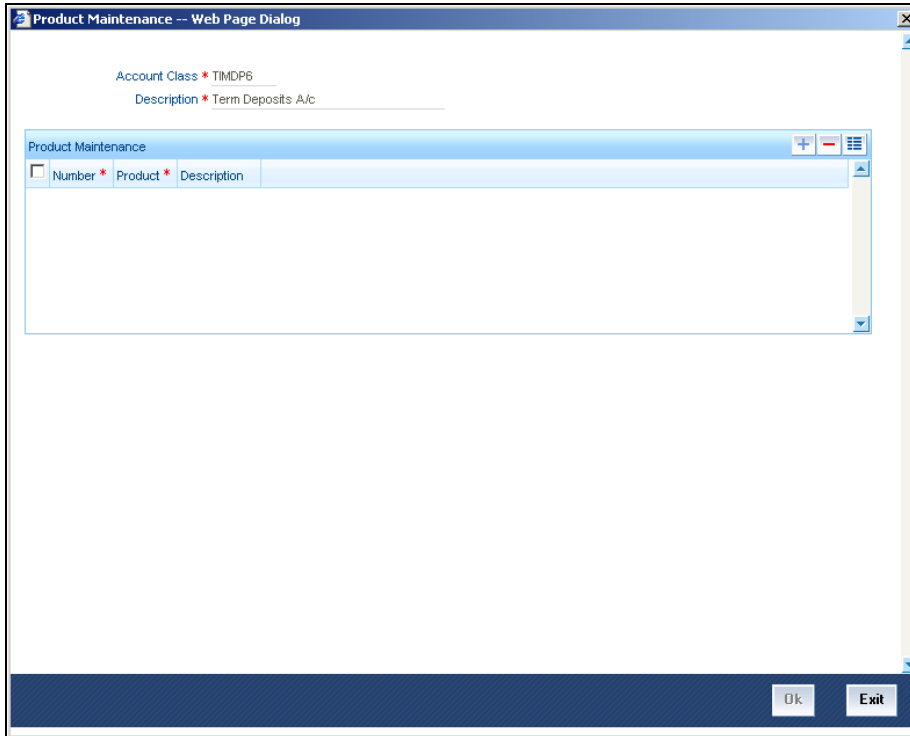 Product Maintenance -- Web Page Dialog
Account Class * TIMDP6
Description * Term Deposits A/c
Product Maintenance
Number * Product * Description
Ok Exit